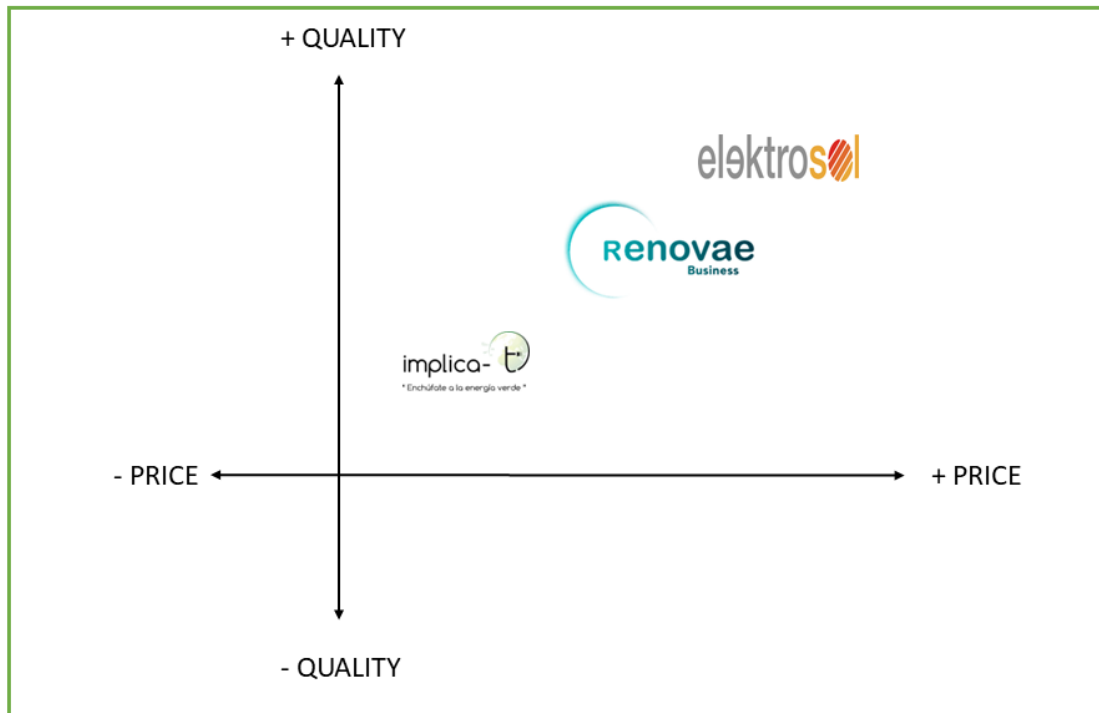 + QUALITY
elektrosol
Renovae
Business
implica-t
" Enchúfate a la energía verde "
- PRICE
+ PRICE
- QUALITY